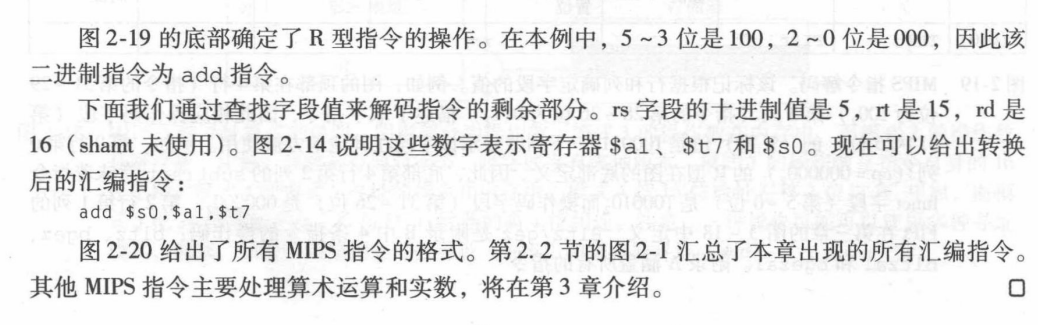 图 2-19 的底部确定了 R 型指令的操作。在本例中，5~3 位是 100，2~0 位是 000，因此该
二进制指令为 add 指令。
下面我们通过查找字段值来解码指令的剩余部分。rs 字段的十进制值是 5，rt 是 15，rd 是
16（shamt 未使用）。图 2-14 说明这些数字表示寄存器 $a1、$t7 和 $s0。现在可以给出转换
后的汇编指令：
add $s0,$a1,$t7
图 2-20 给出了所有 MIPS 指令的格式。第 2.2 节的图 2-1 汇总了本章出现的所有汇编指令。
其他 MIPS 指令主要处理算术运算和实数，将在第 3 章介绍。